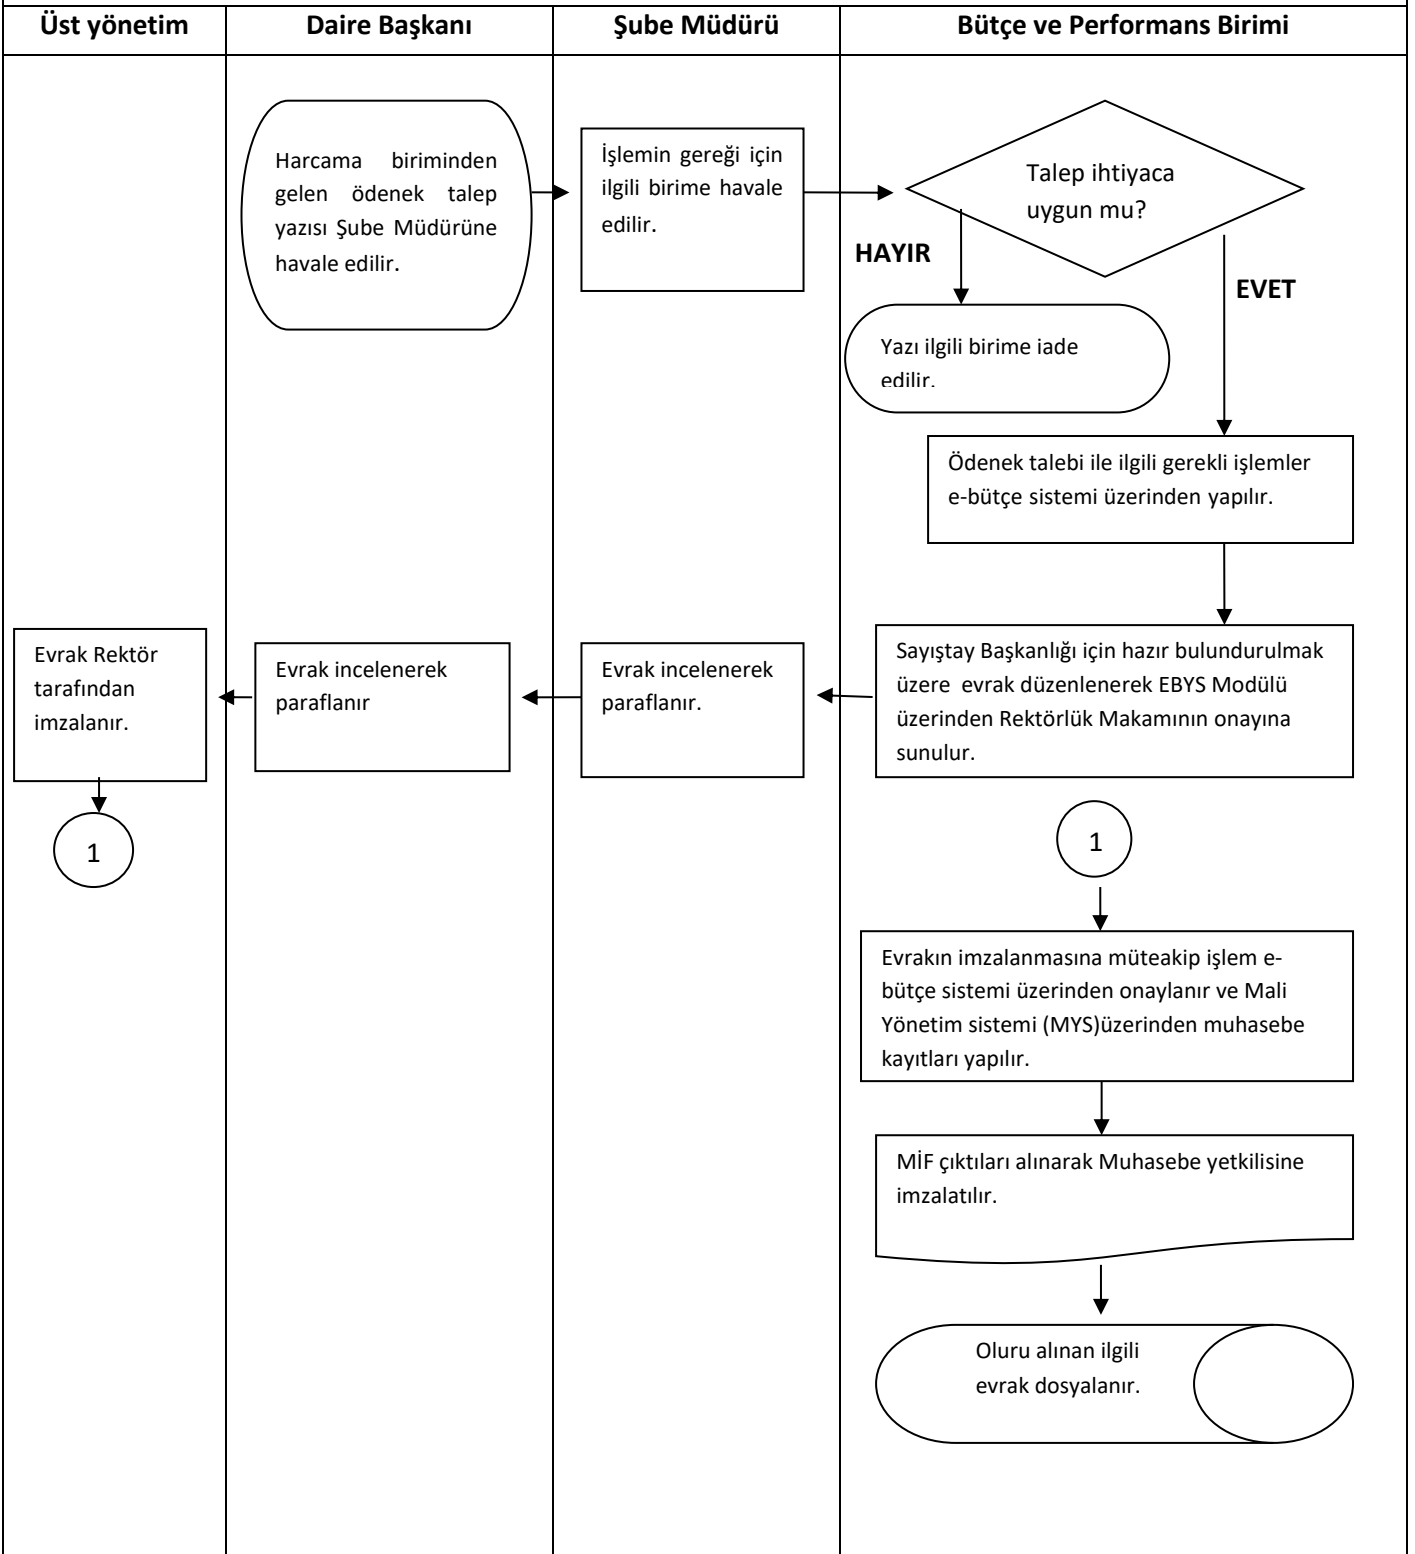 Üst yönetim
Daire Başkanı
Şube Müdürü
Bütçe ve Performans Birimi
Harcama biriminden
gelen ödenek talep
yazısı Şube Müdürüne
havale edilir.
İşlemin gereği için
ilgili birime havale
edilir.
Talep ihtiyaca
uygun mu?
HAYIR
EVET
Yazı ilgili birime iade
edilir.
Ödenek talebi ile ilgili gerekli işlemler
e-bütçe sistemi üzerinden yapılır.
Sayıştay Başkanlığı için hazır bulundurulmak
üzere evrak düzenlenerek EBYS Modülü
üzerinden Rektörlük Makamının onayına
sunulur.
Evrak incelenerek
paraflanır.
Evrak incelenerek
paraflanır
Evrak Rektör
tarafından
imzalanır.
1
1
Evrakın imzalanmasına müteakip işlem e-
bütçe sistemi üzerinden onaylanır ve Mali
Yönetim sistemi (MYS)üzerinden muhasebe
kayıtları yapılır.
MİF çıktıları alınarak Muhasebe yetkilisine
imzalatılır.
Oluru alınan ilgili
evrak dosyalanır.